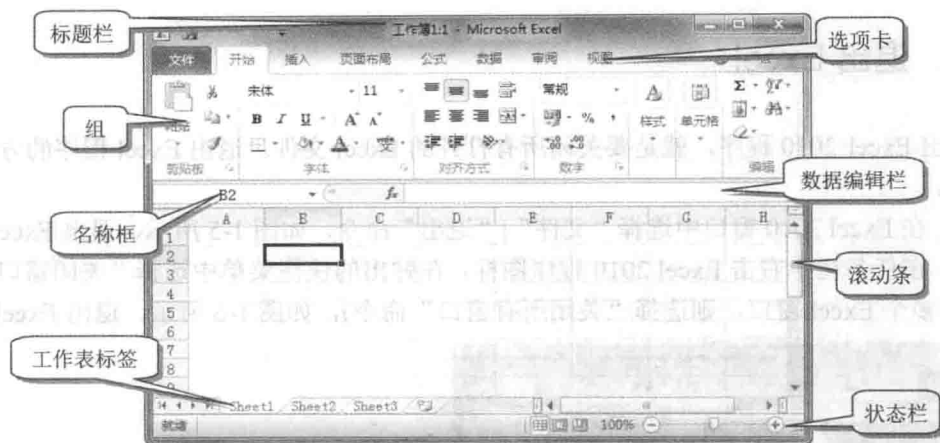 标题栏
工作簿1:1 - Microsoft Excel
选项卡
文件 开始 插入 页面布局 公式 数据 审阅 视图
组
宋体 11 常规
B I U A A % ,
样式 单元格
剪贴板 字体 对齐方式 数字 编辑
数据编辑栏
B2 fx
名称框
A B C D E F G H
1
2
3
4
5
6
7
8
滚动条
工作表标签
Sheet1 Sheet2 Sheet3
就绪 100%
状态栏